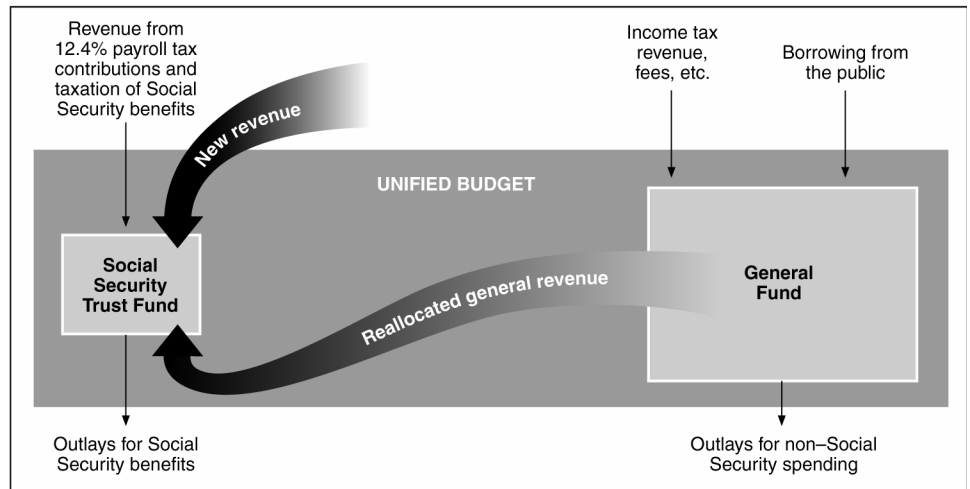 Revenue from
12.4% payroll tax
contributions and
taxation of Social
Security benefits
Income tax
revenue,
fees, etc.
Borrowing from
the public
New revenue
UNIFIED BUDGET
Social
Security
Trust Fund
Reallocated general revenue
General
Fund
Outlays for Social
Security benefits
Outlays for non–Social
Security spending